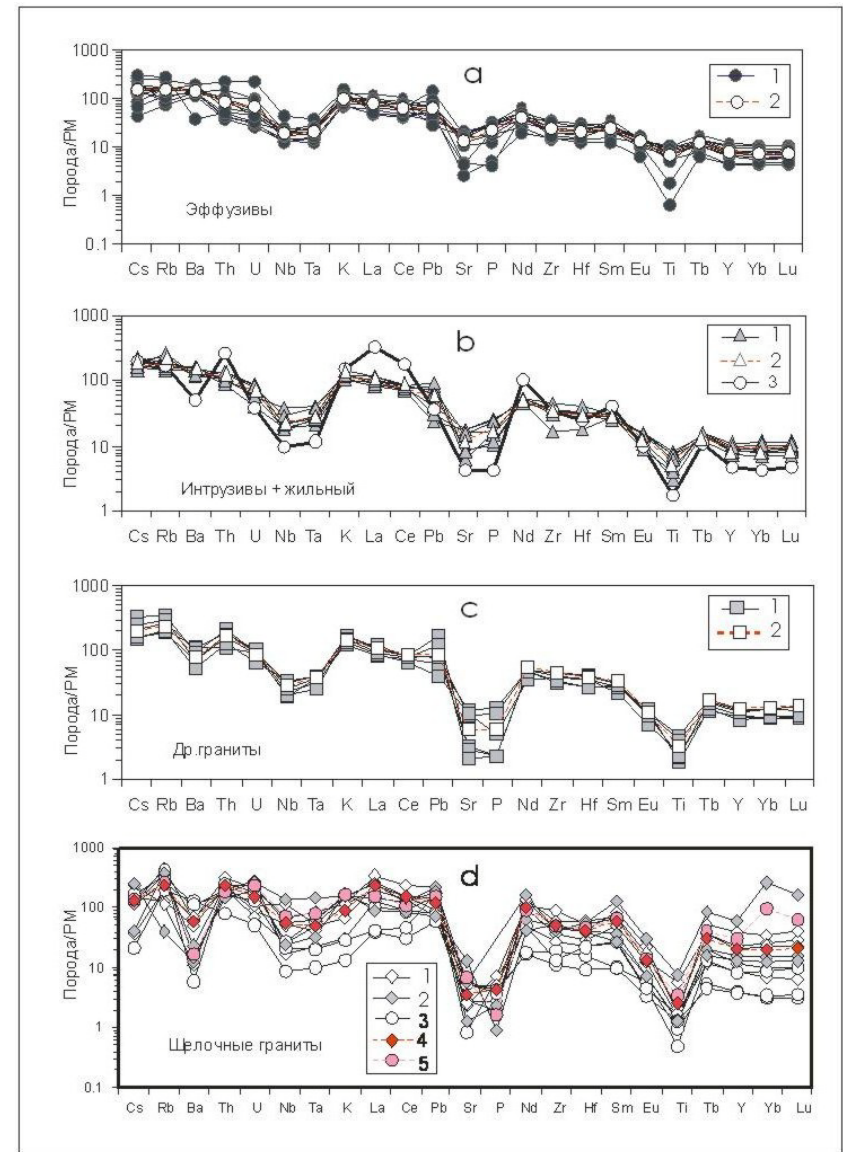 1000
100
10
1
0.1
Порода/PM
a
1
2
Эффузивы
Cs Rb Ba Th U Nb Ta K La Ce Pb Sr P Nd Zr Hf Sm Eu Ti Tb Y Yb Lu
1000
100
10
1
Порода/PM
b
1
2
3
Интрузивы + жильный
Cs Rb Ba Th U Nb Ta K La Ce Pb Sr P Nd Zr Hf Sm Eu Ti Tb Y Yb Lu
1000
100
10
1
Порода/PM
c
1
2
Др.граниты
Cs Rb Ba Th U Nb Ta K La Ce Pb Sr P Nd Zr Hf Sm Eu Ti Tb Y Yb Lu
1000
100
10
1
0.1
Порода/PM
d
1
2
3
4
5
Щелочные граниты
Cs Rb Ba Th U Nb Ta K La Ce Pb Sr P Nd Zr Hf Sm Eu Ti Tb Y Yb Lu